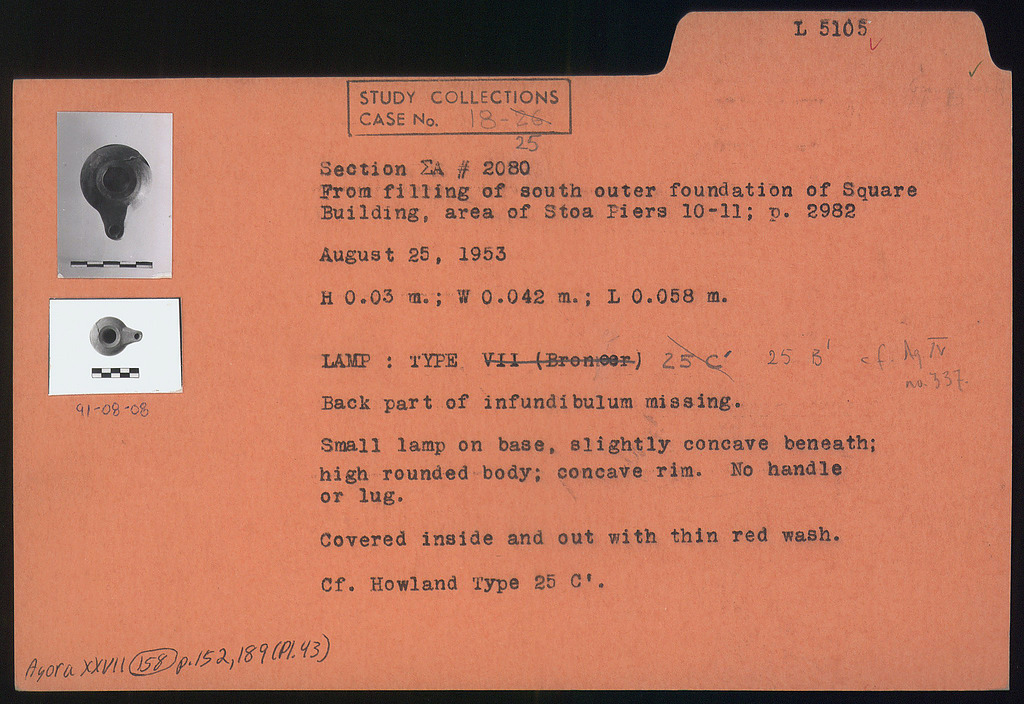 L 5105
STUDY COLLECTIONS
CASE No. 18-26
25
Section ΣΑ # 2080
From filling of south outer foundation of Square
Building, area of Stoa Piers 10-11; p. 2982
August 25, 1953
H 0.03 m.; W 0.042 m.; L 0.058 m.
LAMP : TYPE VII (Broneer) 25 C' 25 B' cf. Ag IV
no. 337.
91-08-08
Back part of infundibulum missing.
Small lamp on base, slightly concave beneath;
high rounded body; concave rim. No handle
or lug.
Covered inside and out with thin red wash.
Cf. Howland Type 25 C'.
Agora XXVII 158 p. 152, 189 (Pl. 43)